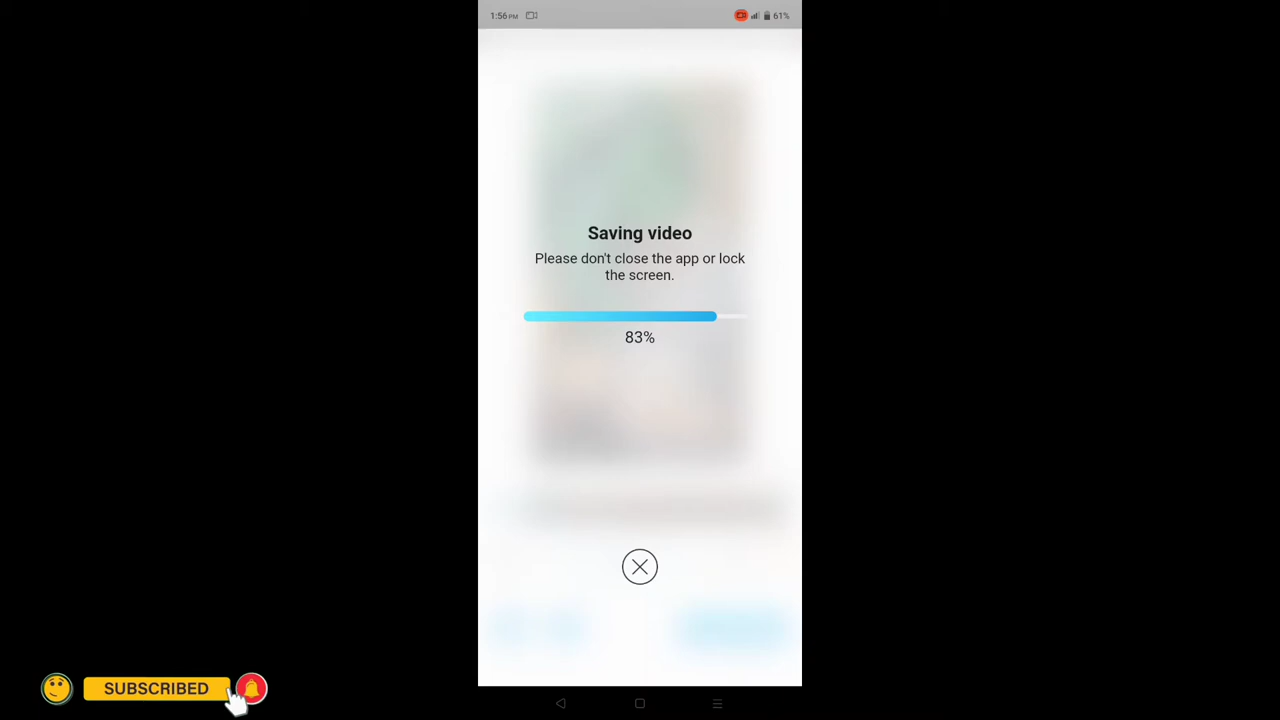 1:56 PM
61%
Saving video
Please don't close the app or lock
the screen.
83%
SUBSCRIBED